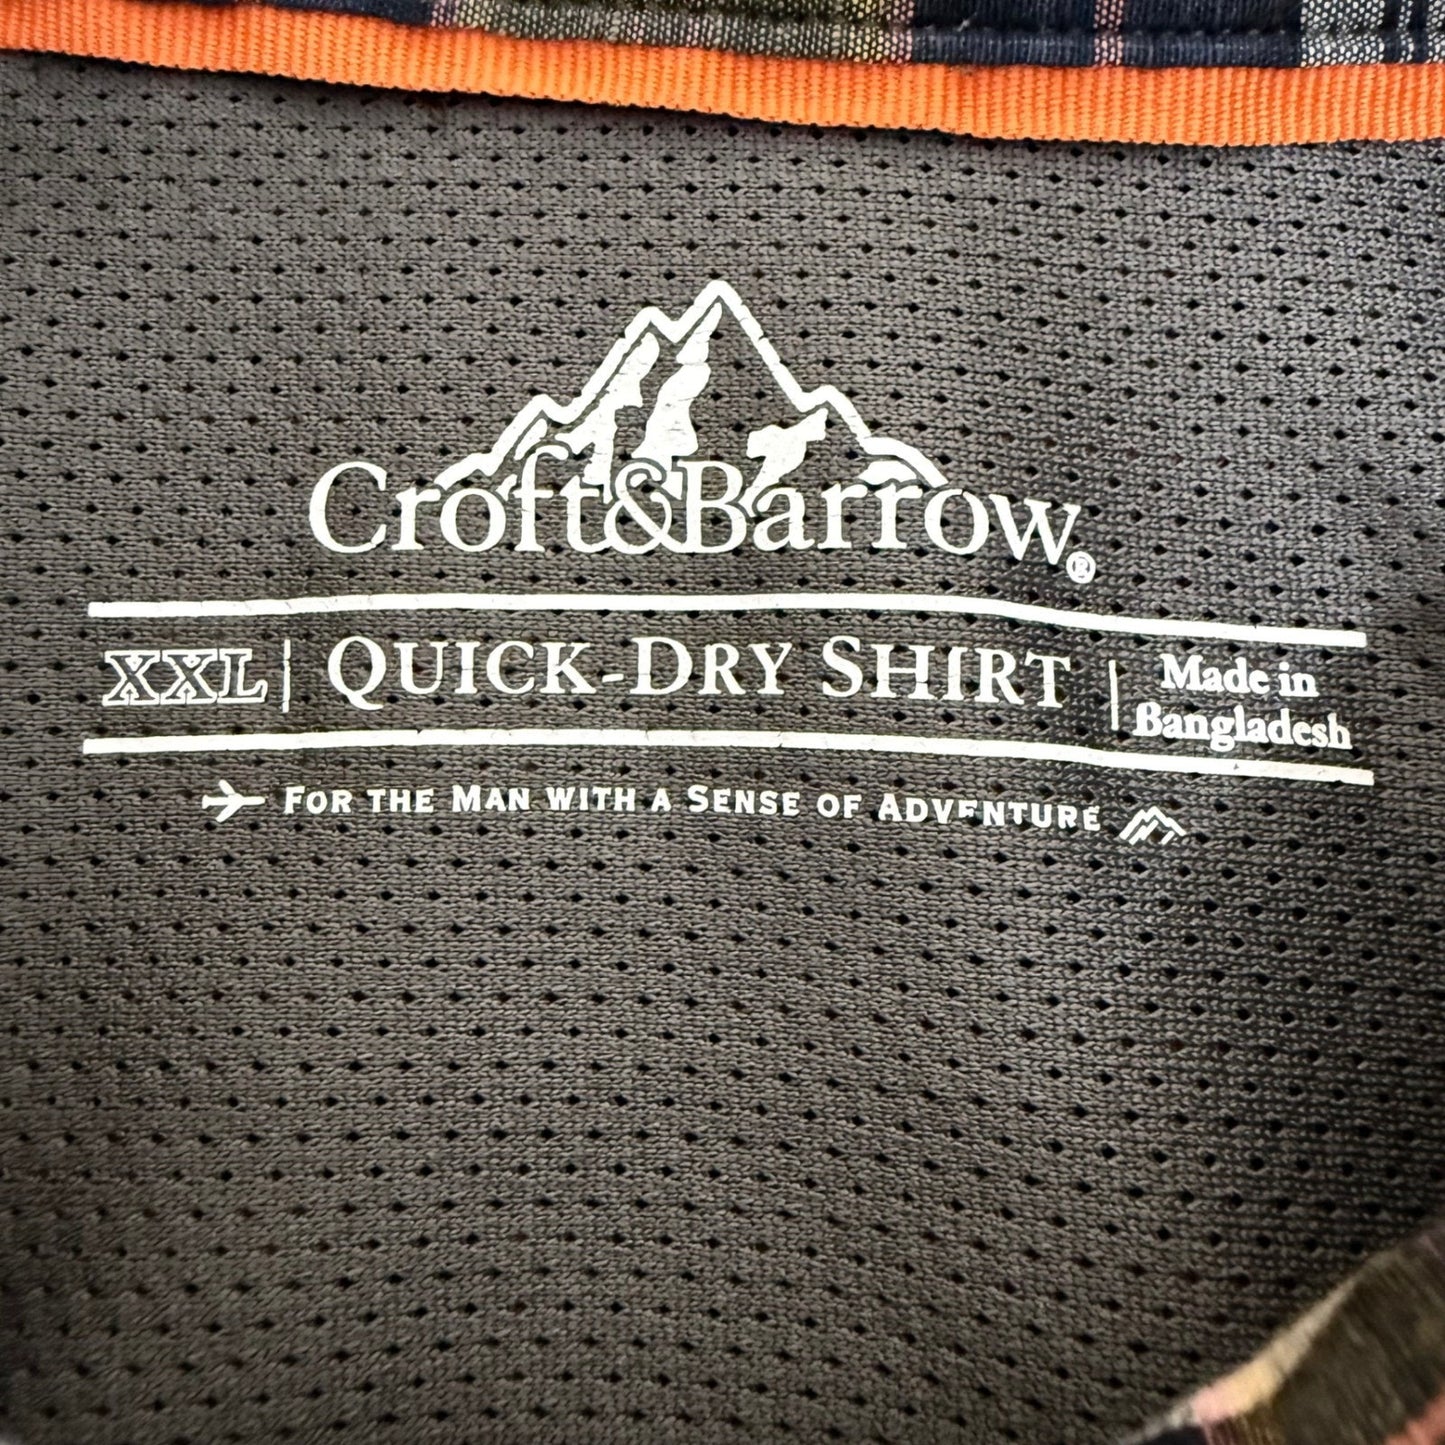 Croft&Barrow®
XXL | QUICK-DRY SHIRT | Made in
Bangladesh
FOR THE MAN WITH A SENSE OF ADVENTURE